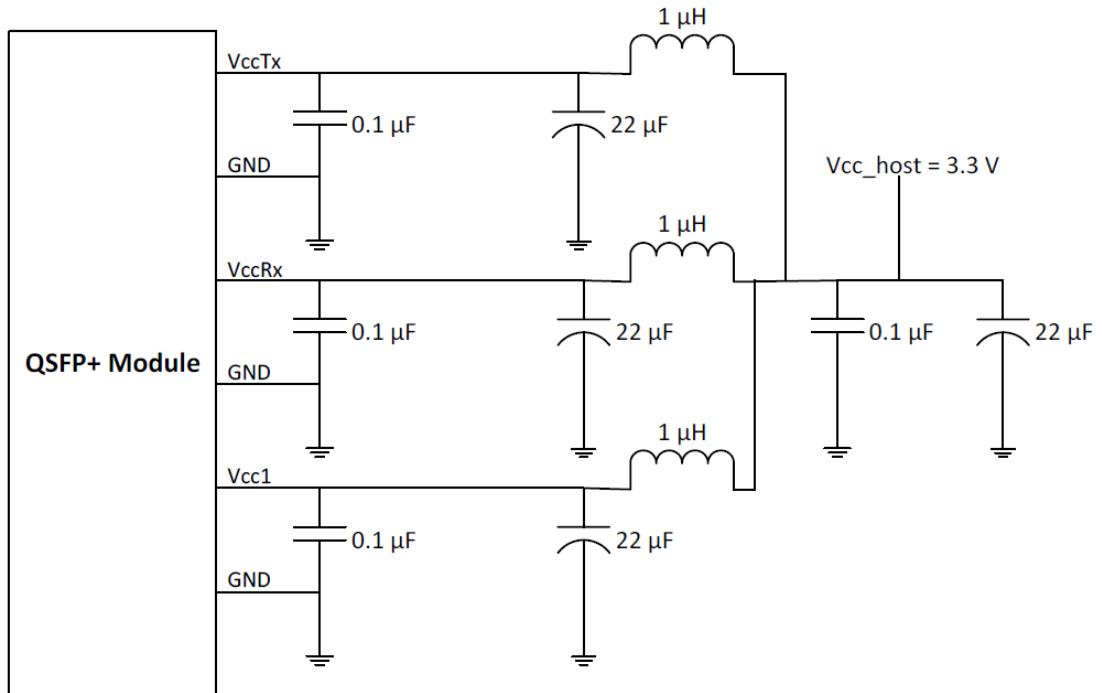 1 µH
VccTx
0.1 µF
22 µF
GND
Vcc_host = 3.3 V
1 µH
VccRx
0.1 µF
22 µF
0.1 µF
22 µF
QSFP+ Module
GND
1 µH
Vcc1
0.1 µF
22 µF
GND